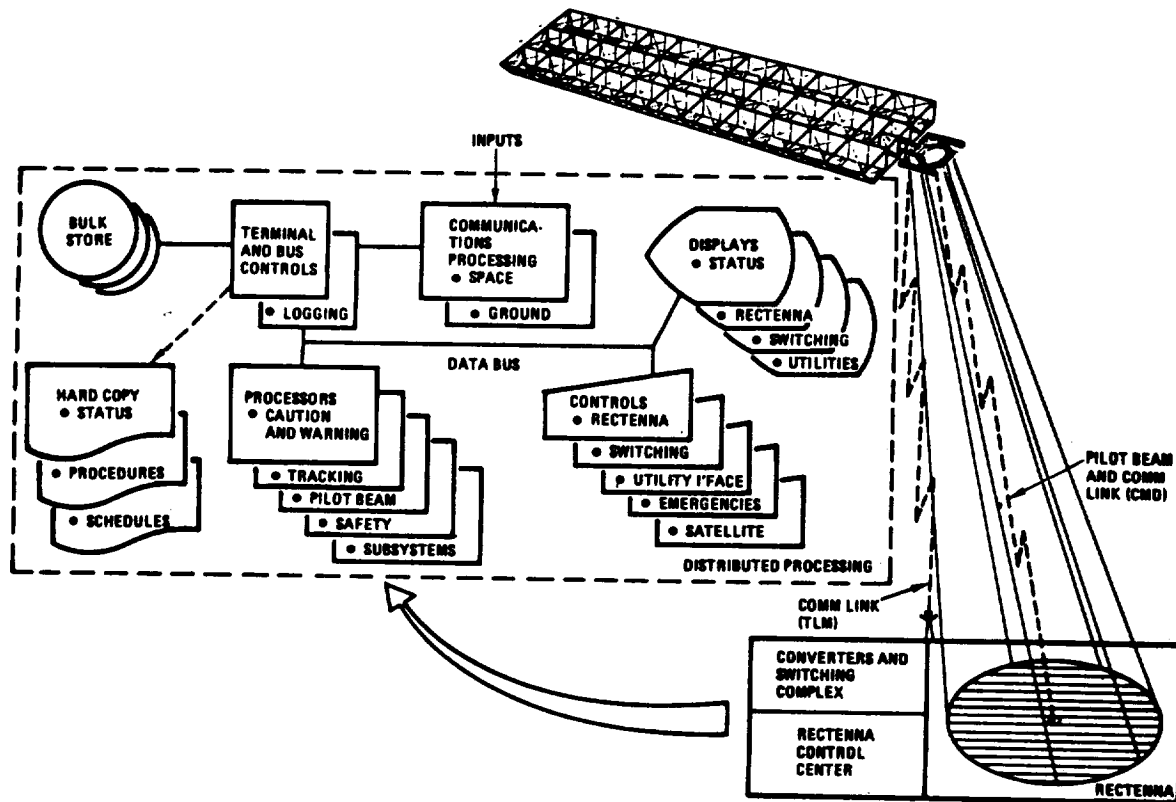 INPUTS
BULK
STORE
TERMINAL
AND BUS
CONTROLS
• LOGGING
COMMUNICA-
TIONS
PROCESSING
• SPACE
• GROUND
DISPLAYS
• STATUS
• RECTENNA
• SWITCHING
• UTILITIES
DATA BUS
HARD COPY
• STATUS
• PROCEDURES
• SCHEDULES
PROCESSORS
• CAUTION
AND WARNING
• TRACKING
• PILOT BEAM
• SAFETY
• SUBSYSTEMS
CONTROLS
• RECTENNA
• SWITCHING
• UTILITY I'FACE
• EMERGENCIES
• SATELLITE
DISTRIBUTED PROCESSING
PILOT BEAM
AND COMM
LINK (CMD)
COMM LINK
(TLM)
CONVERTERS AND
SWITCHING
COMPLEX
RECTENNA
CONTROL
CENTER
RECTENNA